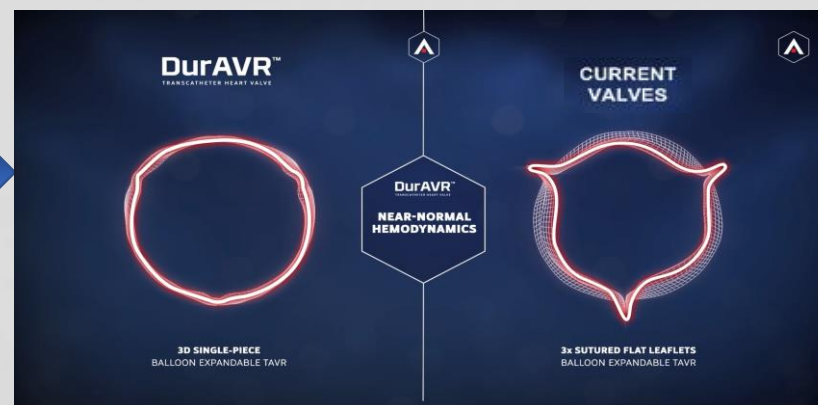 DurAVR™
TRANSCATHETER HEART VALVE
CURRENT
VALVES
DurAVR™
TRANSCATHETER HEART VALVE
NEAR-NORMAL
HEMODYNAMICS
3D SINGLE-PIECE
BALLOON EXPANDABLE TAVR
3x SUTURED FLAT LEAFLETS
BALLOON EXPANDABLE TAVR